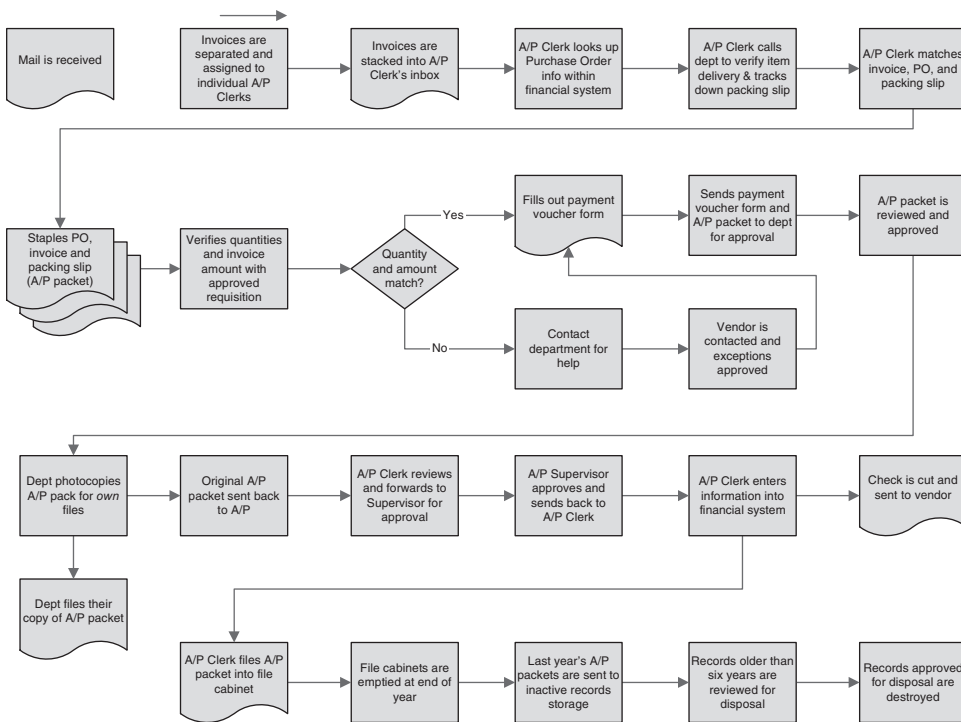 Mail is received
Invoices are
separated and
assigned to
individual A/P
Clerks
Invoices are
stacked into A/P
Clerk's inbox
A/P Clerk looks up
Purchase Order
info within
financial system
A/P Clerk calls
dept to verify item
delivery & tracks
down packing slip
A/P Clerk matches
invoice, PO, and
packing slip
Staples PO,
invoice and
packing slip
(A/P packet)
Verifies quantities
and invoice
amount with
approved
requisition
Quantity
and amount
match?
Yes
Fills out payment
voucher form
Sends payment
voucher form and
A/P packet to dept
for approval
A/P packet is
reviewed and
approved
No
Contact
department for
help
Vendor is
contacted and
exceptions
approved
Dept photocopies
A/P pack for own
files
Original A/P
packet sent back
to A/P
A/P Clerk reviews
and forwards to
Supervisor for
approval
A/P Supervisor
approves and
sends back to
A/P Clerk
A/P Clerk enters
information into
financial system
Check is cut and
sent to vendor
Dept files their
copy of A/P packet
A/P Clerk files A/P
packet into file
cabinet
File cabinets are
emptied at end of
year
Last year's A/P
packets are sent to
inactive records
storage
Records older than
six years are
reviewed for
disposal
Records approved
for disposal are
destroyed